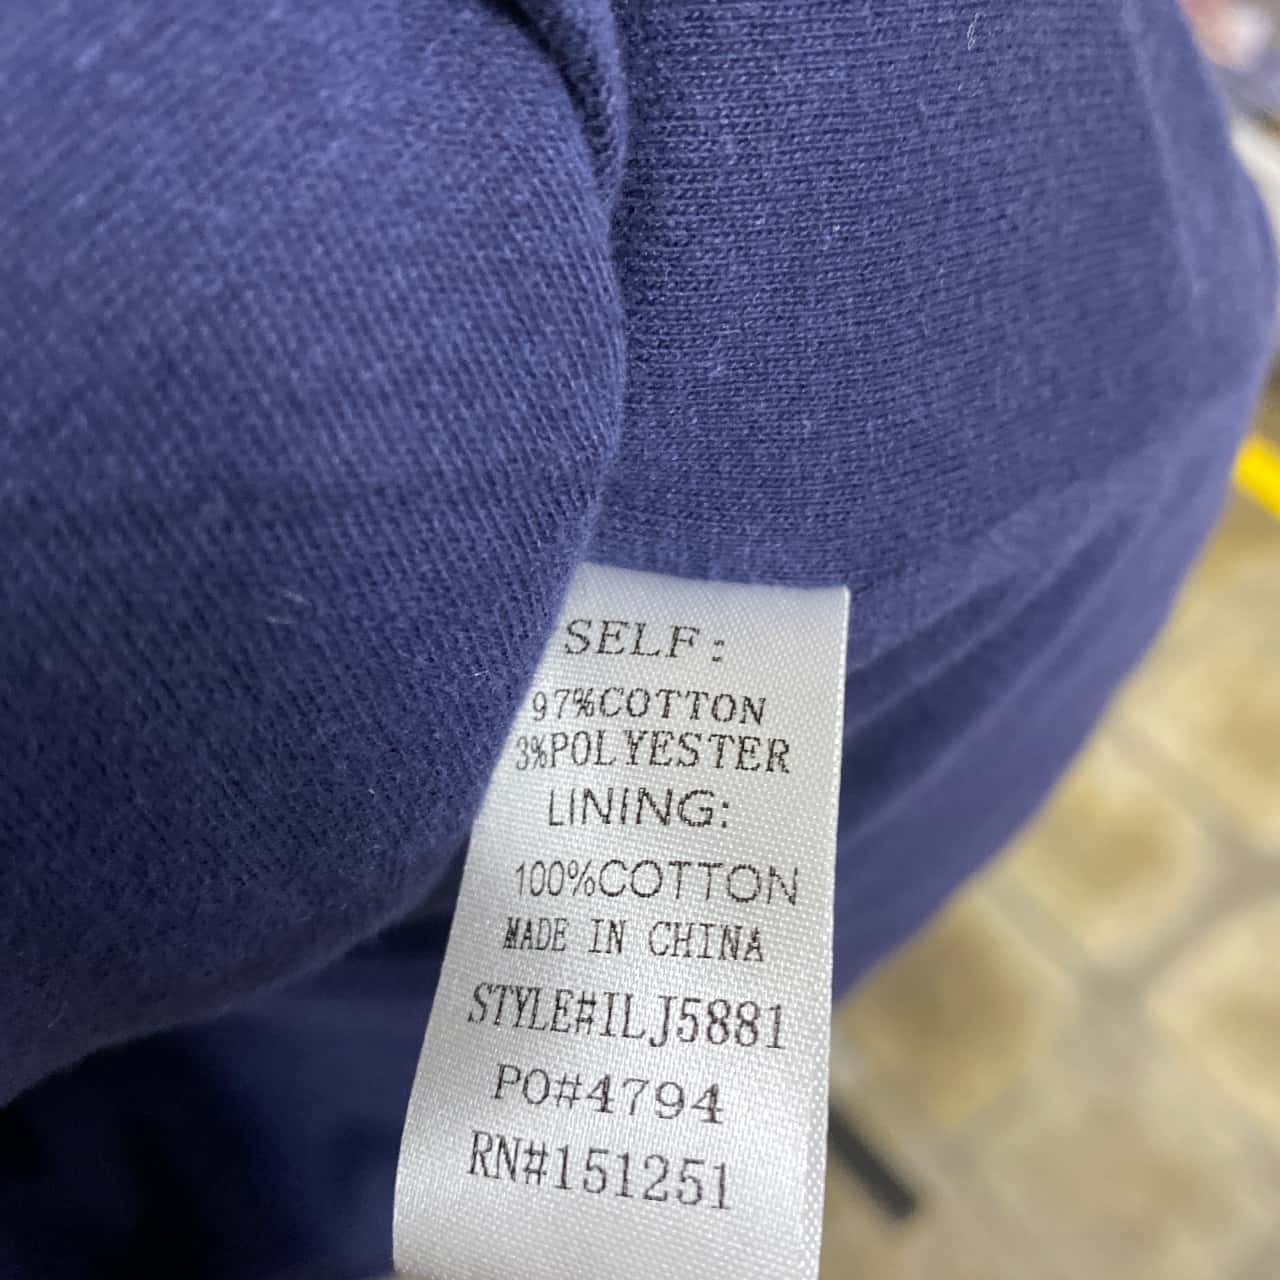 SELF:
97%COTTON
3%POLYESTER
LINING:
100%COTTON
MADE IN CHINA
STYLE#ILJ5881
PO#4794
RN#151251